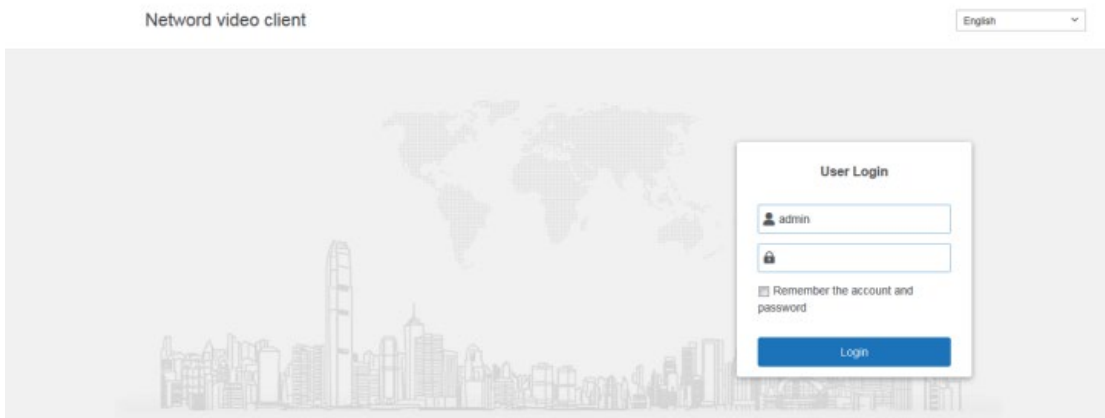 Netword video client
English
User Login
admin
Remember the account and
password
Login